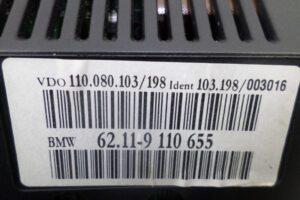 VDO 110.080.103/198 Ident 103.198/003016
BMW 62.11-9 110 655